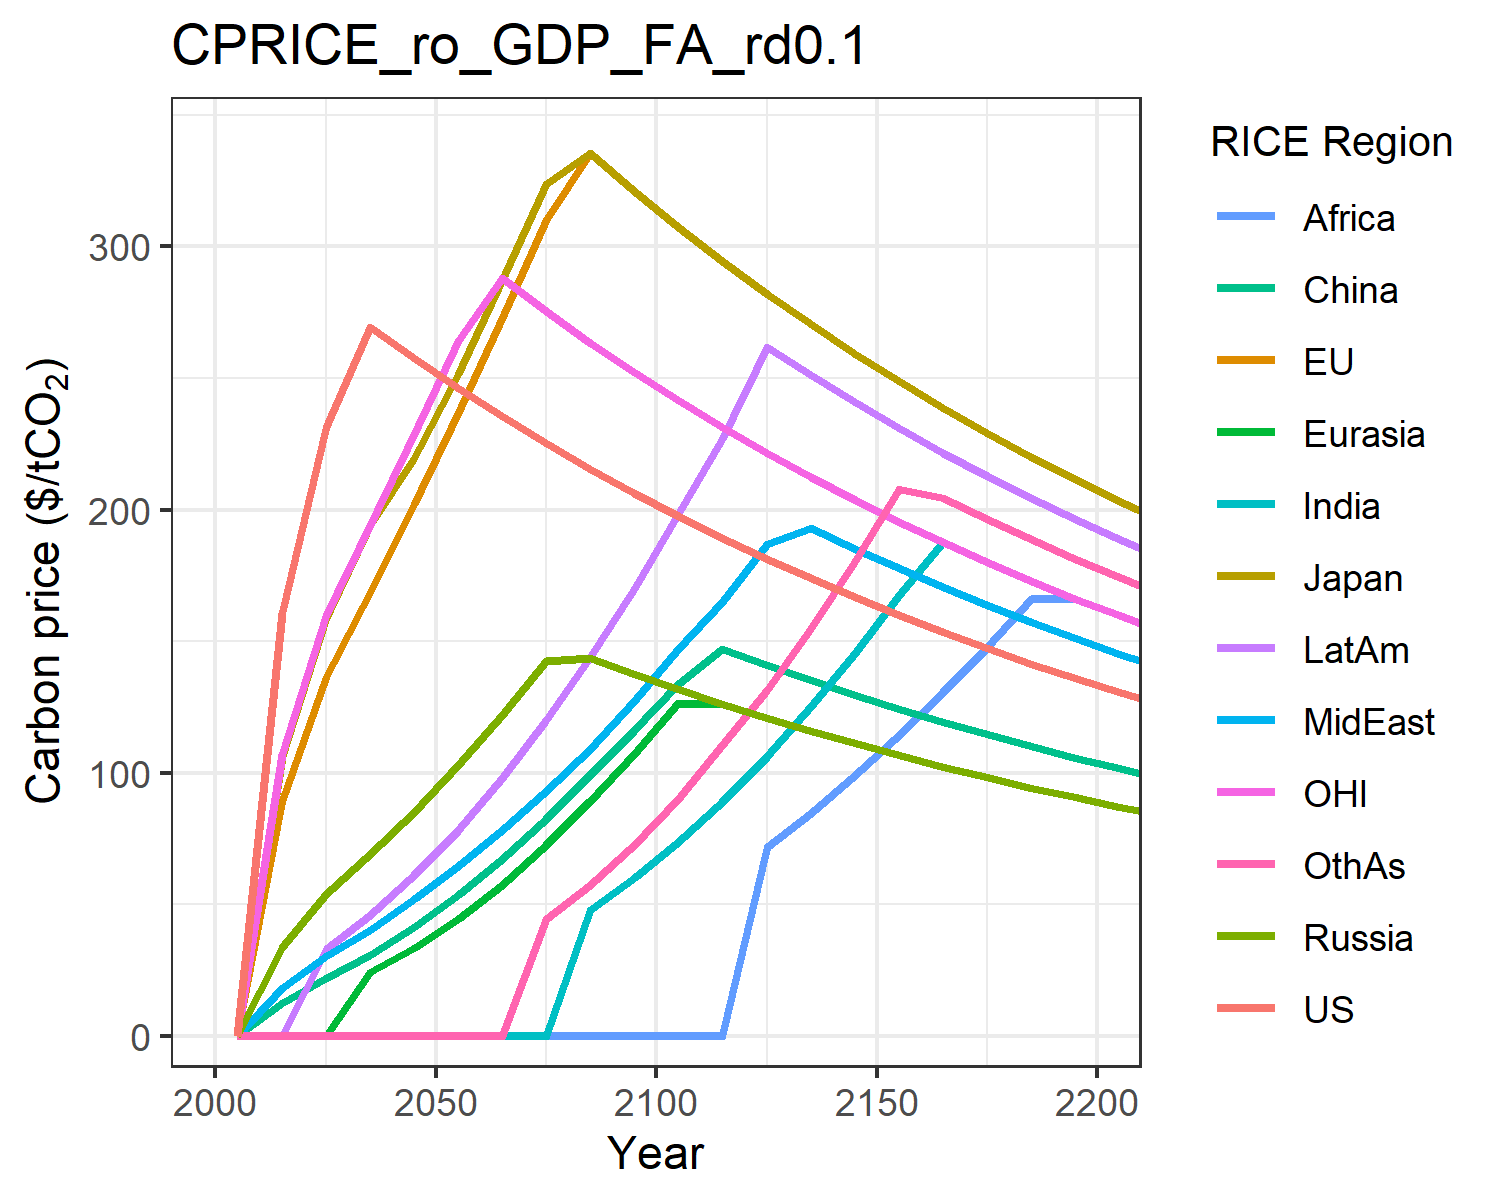 CPRICE_ro_GDP_FA_rd0.1
Carbon price ($/tCO₂)
300
200
100
0
2000 2050 2100 2150 2200
Year
RICE Region
Africa
China
EU
Eurasia
India
Japan
LatAm
MidEast
OHI
OthAs
Russia
US